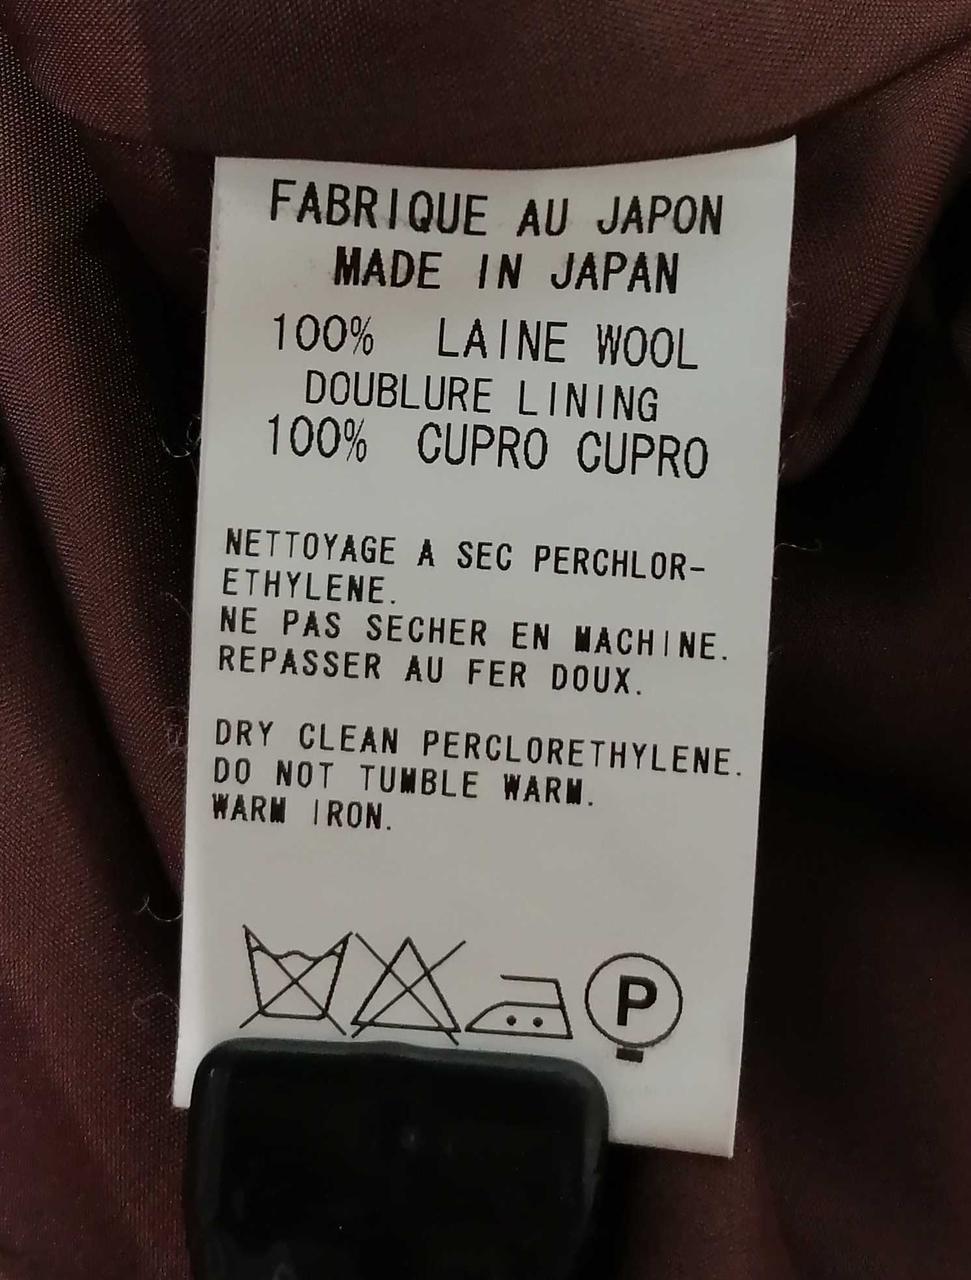 FABRIQUE AU JAPON
MADE IN JAPAN
100% LAINE WOOL
DOUBLURE LINING
100% CUPRO CUPRO
NETTOYAGE A SEC PERCHLOR-
ETHYLENE.
NE PAS SECHER EN MACHINE.
REPASSER AU FER DOUX.
DRY CLEAN PERCLORETHYLENE.
DO NOT TUMBLE WARM.
WARM IRON.
P